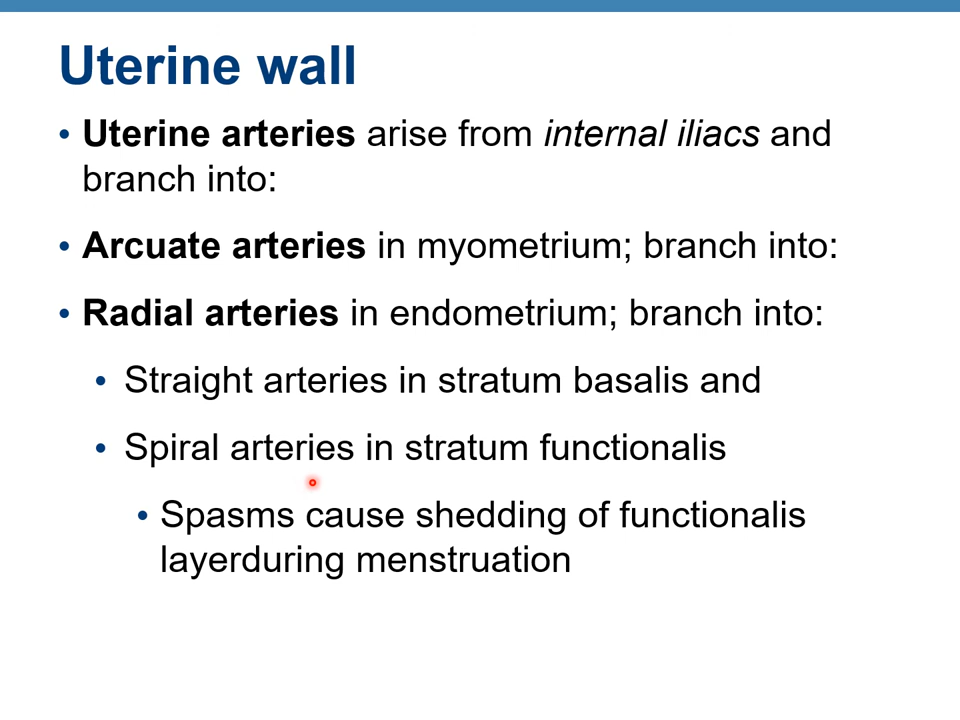 Uterine wall
• Uterine arteries arise from internal iliacs and
branch into:
• Arcuate arteries in myometrium; branch into:
• Radial arteries in endometrium; branch into:
• Straight arteries in stratum basalis and
• Spiral arteries in stratum functionalis
• Spasms cause shedding of functionalis
layerduring menstruation